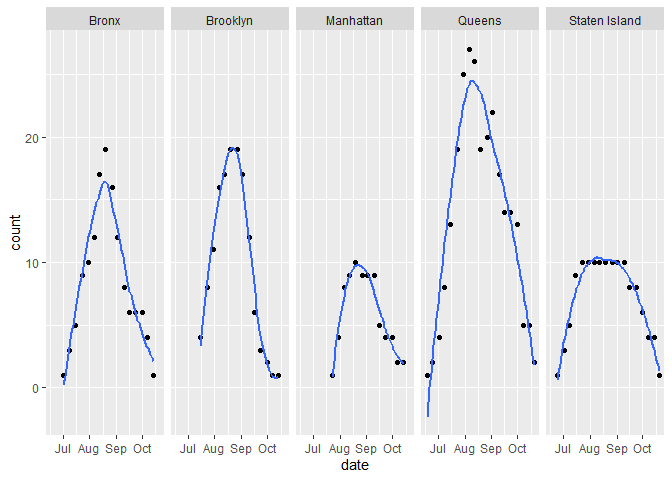 Bronx Brooklyn Manhattan Queens Staten Island
count
20
10
0
Jul Aug Sep Oct Jul Aug Sep Oct Jul Aug Sep Oct Jul Aug Sep Oct Jul Aug Sep Oct
date